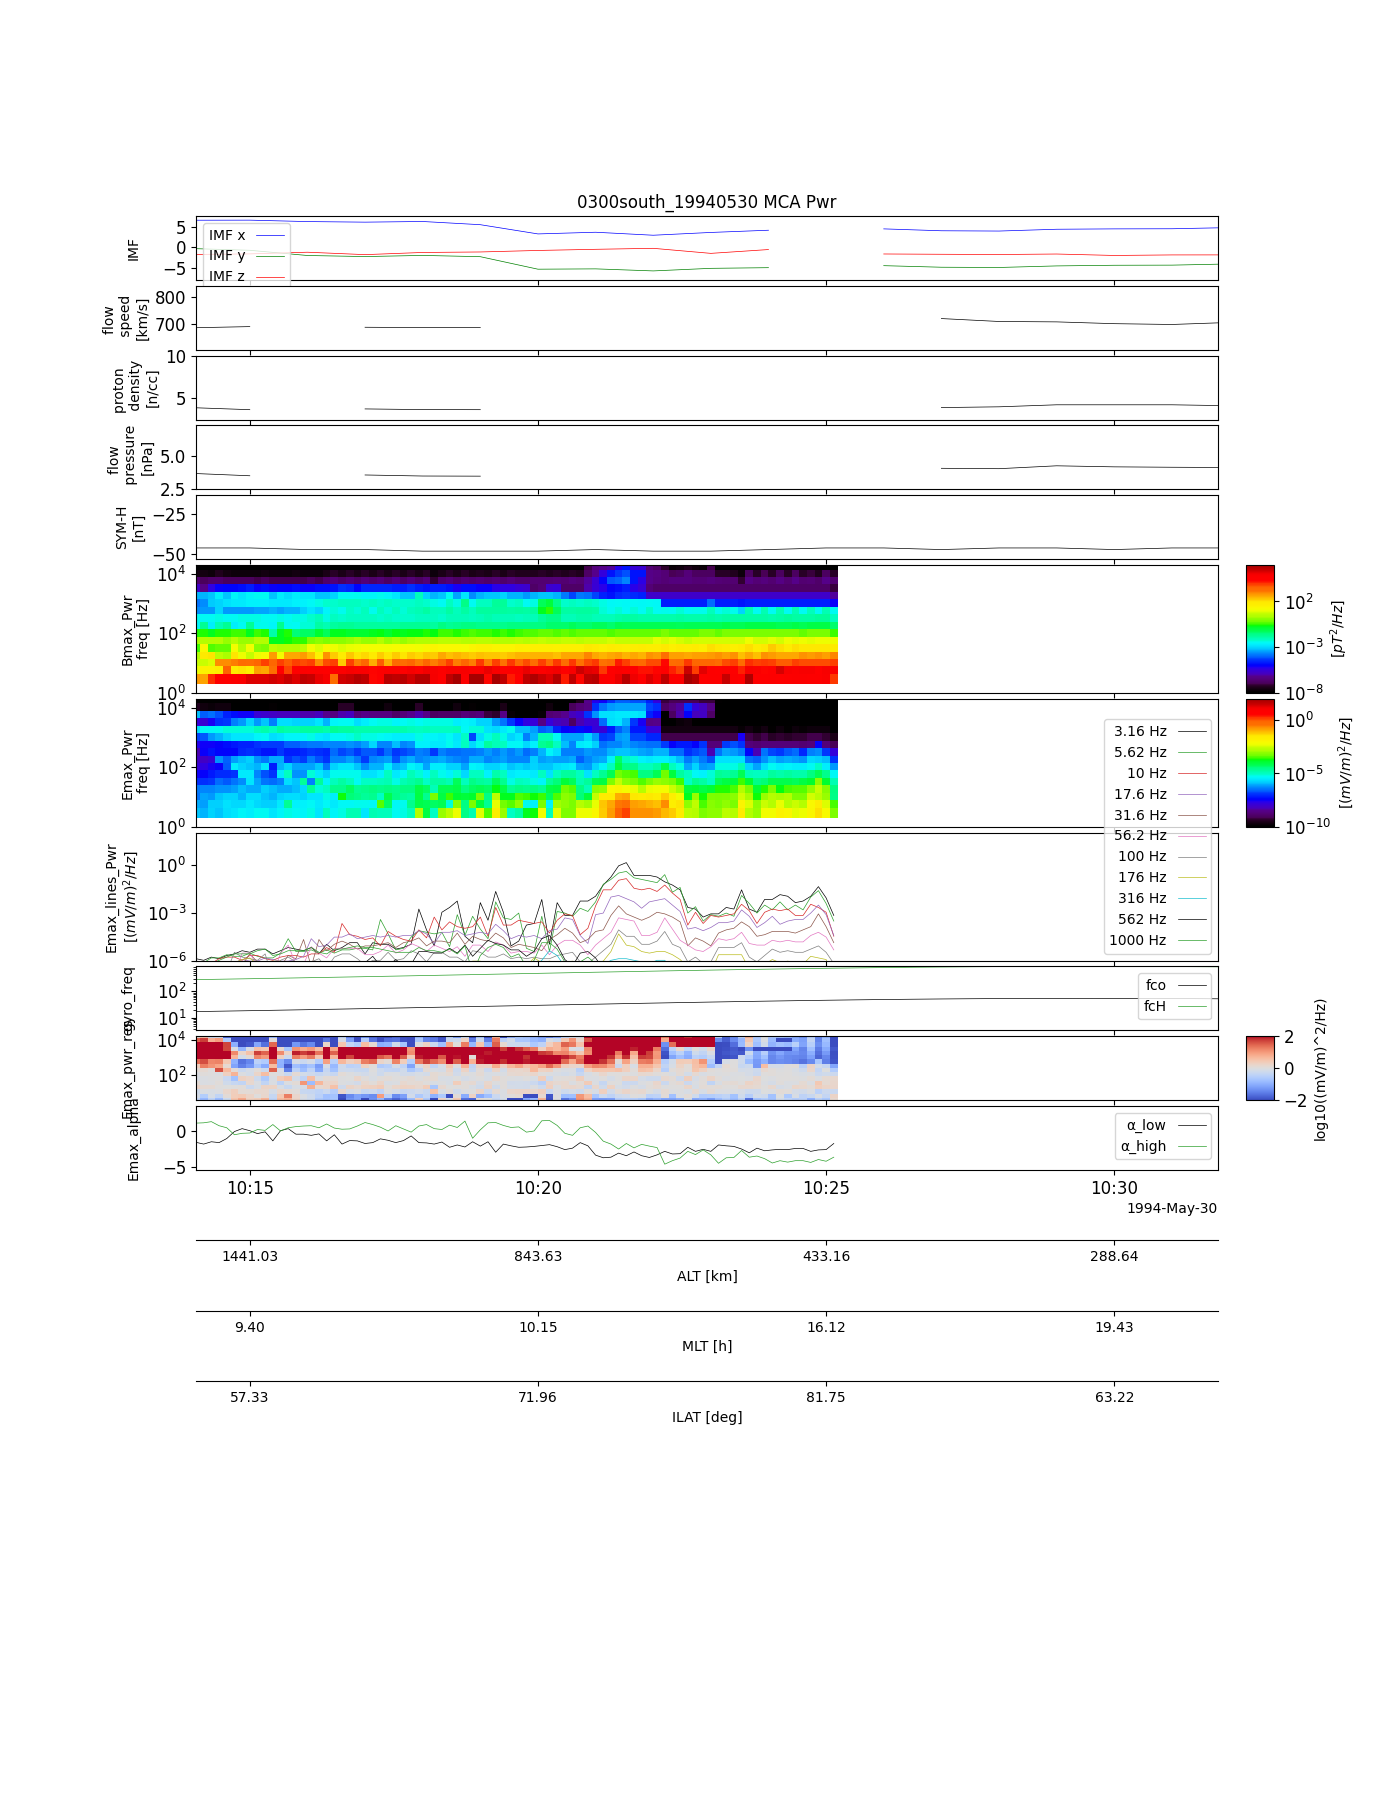 0300south_19940530 MCA Pwr
IMF
5
0
−5
IMF x
IMF y
IMF z
flow
speed
[km/s]
800
700
proton
density
[n/cc]
10
5
flow
pressure
[nPa]
5.0
2.5
SYM-H
[nT]
−25
−50
Bmax_Pwr
freq [Hz]
10^4
10^2
10^0
10^2
10^−3
10^−8
[pT^2/Hz]
Emax_Pwr
freq [Hz]
10^4
10^2
10^0
10^0
10^−5
10^−10
[(mV/m)^2/Hz]
3.16 Hz
5.62 Hz
10 Hz
17.6 Hz
31.6 Hz
56.2 Hz
100 Hz
176 Hz
316 Hz
562 Hz
1000 Hz
Emax_lines_Pwr
[(mV/m)^2/Hz]
10^0
10^−3
10^−6
gyro_freq
10^2
10^1
fco
fcH
Emax_pwr_reg
10^4
10^2
2
0
−2
log10((mV/m)^2/Hz)
Emax_alpha
0
−5
α_low
α_high
10:15 10:20 10:25 10:30
1994-May-30
1441.03 843.63 433.16 288.64
ALT [km]
9.40 10.15 16.12 19.43
MLT [h]
57.33 71.96 81.75 63.22
ILAT [deg]